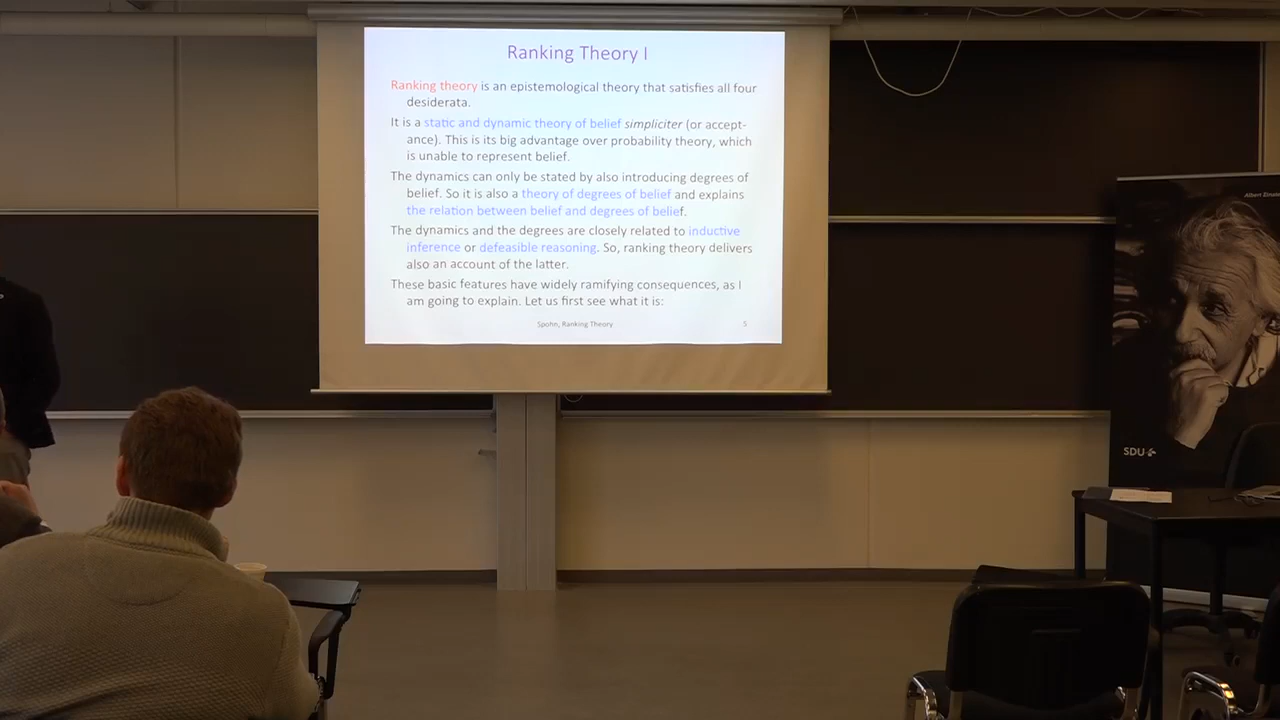 Ranking Theory I
Ranking theory is an epistemological theory that satisfies all four
desiderata.
It is a static and dynamic theory of belief simpliciter (or accept-
ance). This is its big advantage over probability theory, which
is unable to represent belief.
The dynamics can only be stated by also introducing degrees of
belief. So it is also a theory of degrees of belief and explains
the relation between belief and degrees of belief.
The dynamics and the degrees are closely related to inductive
inference or defeasible reasoning. So, ranking theory delivers
also an account of the latter.
These basic features have widely ramifying consequences, as I
am going to explain. Let us first see what it is:
Spohn, Ranking Theory
5
Albert Einstein
SDU